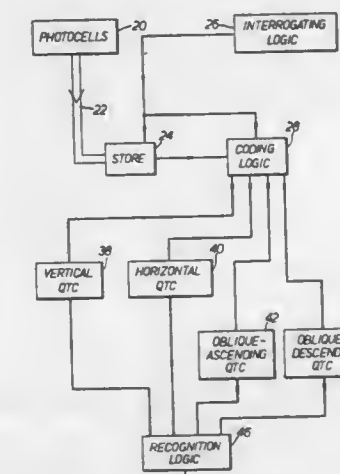 PHOTOCELLS
20
26
INTERROGATING
LOGIC
22
24
STORE
CODING
LOGIC
28
38
VERTICAL
QTC
40
HORIZONTAL
QTC
42
OBLIQUE-
ASCENDING
QTC
OBLIQUE
DESCEND
QTC
RECOGNITION
LOGIC
46